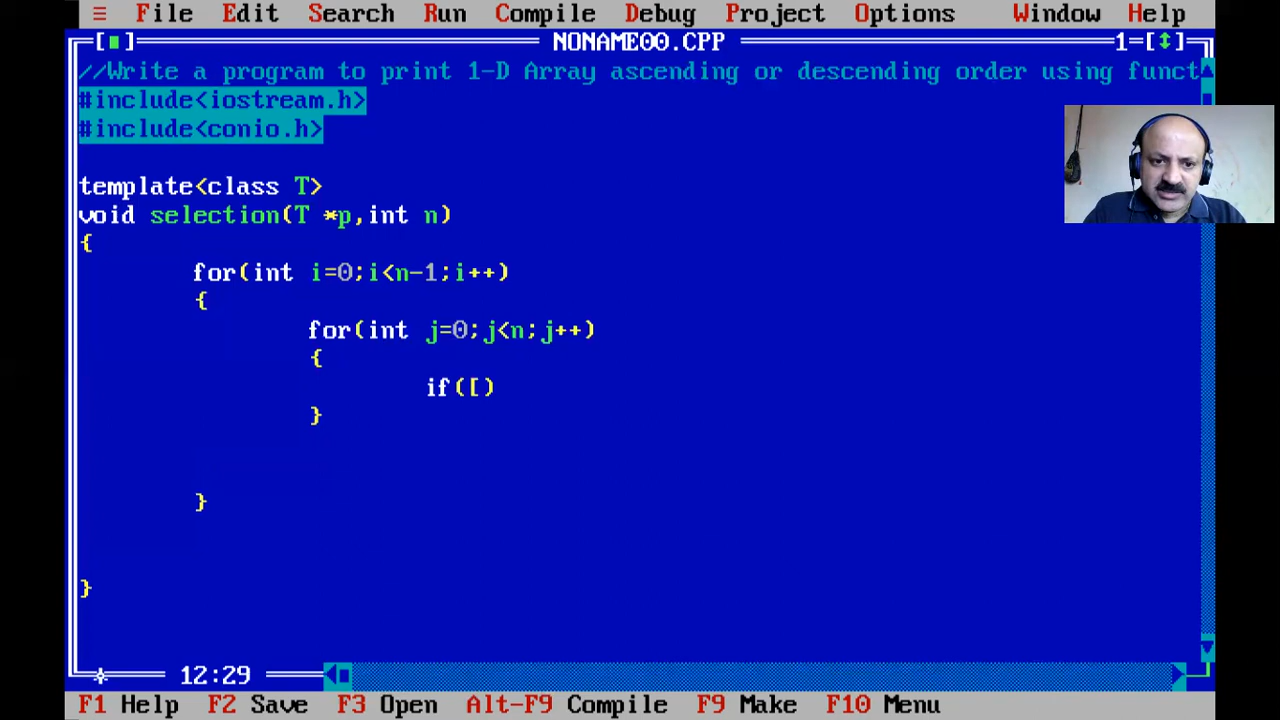 ≡ File Edit Search Run Compile Debug Project Options Window Help
[■] NONAME00.CPP 1=[↕]
//Write a program to print 1-D Array ascending or descending order using funct
#include<iostream.h>
#include<conio.h>
template<class T>
void selection(T *p,int n)
{
for(int i=0;i<n-1;i++)
{
for(int j=0;j<n;j++)
{
if([)
}
}
}
12:29
F1 Help F2 Save F3 Open Alt-F9 Compile F9 Make F10 Menu